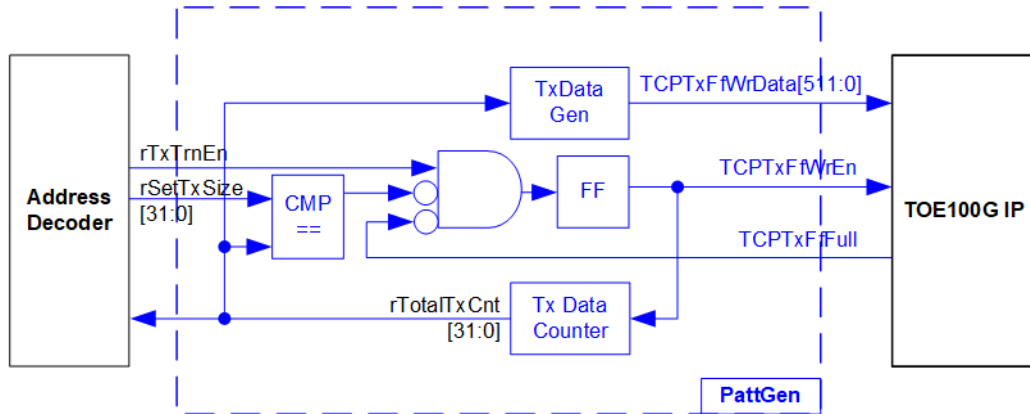 TxData
Gen
TCPTxFfWrData[511:0]
rTxTrnEn
rSetTxSize
[31:0]
Address
Decoder
CMP
==
FF
TCPTxFfWrEn
TOE100G IP
TCPTxFfFull
rTotalTxCnt
[31:0]
Tx Data
Counter
PattGen